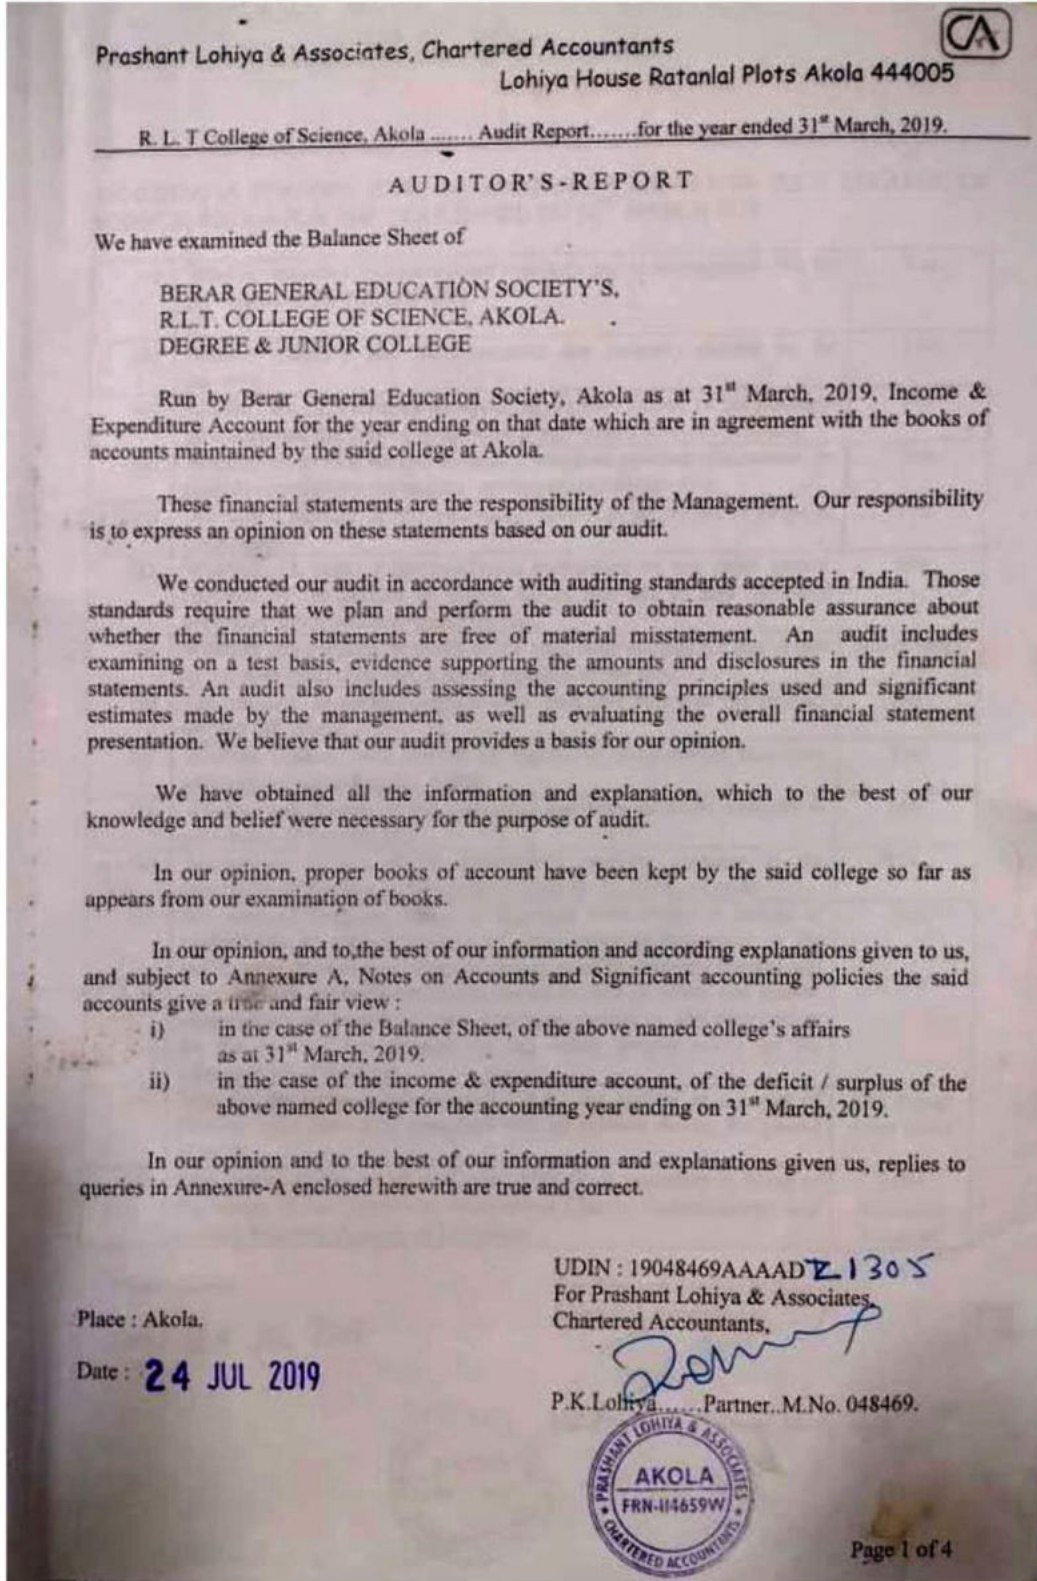 CA
Prashant Lohiya & Associates, Chartered Accountants
Lohiya House Ratanlal Plots Akola 444005
R. L. T College of Science, Akola ....... Audit Report.......for the year ended 31st March, 2019.
AUDITOR'S-REPORT
We have examined the Balance Sheet of
BERAR GENERAL EDUCATION SOCIETY'S,
R.L.T. COLLEGE OF SCIENCE, AKOLA.
DEGREE & JUNIOR COLLEGE
Run by Berar General Education Society, Akola as at 31st March, 2019, Income &
Expenditure Account for the year ending on that date which are in agreement with the books of
accounts maintained by the said college at Akola.
These financial statements are the responsibility of the Management. Our responsibility
is to express an opinion on these statements based on our audit.
We conducted our audit in accordance with auditing standards accepted in India. Those
standards require that we plan and perform the audit to obtain reasonable assurance about
whether the financial statements are free of material misstatement. An audit includes
examining on a test basis, evidence supporting the amounts and disclosures in the financial
statements. An audit also includes assessing the accounting principles used and significant
estimates made by the management, as well as evaluating the overall financial statement
presentation. We believe that our audit provides a basis for our opinion.
We have obtained all the information and explanation, which to the best of our
knowledge and belief were necessary for the purpose of audit.
In our opinion, proper books of account have been kept by the said college so far as
appears from our examination of books.
In our opinion, and to,the best of our information and according explanations given to us,
and subject to Annexure A, Notes on Accounts and Significant accounting policies the said
accounts give a true and fair view :
i) in the case of the Balance Sheet, of the above named college's affairs
as at 31st March, 2019.
ii) in the case of the income & expenditure account, of the deficit / surplus of the
above named college for the accounting year ending on 31st March, 2019.
In our opinion and to the best of our information and explanations given us, replies to
queries in Annexure-A enclosed herewith are true and correct.
UDIN : 19048469AAAADZ1305
For Prashant Lohiya & Associates,
Place : Akola.
Chartered Accountants,
Date : 24 JUL 2019
P.K.Lohiya......Partner..M.No. 048469.
PRASHANT LOHIYA & ASSOCIATES
AKOLA
FRN-114659W
CHARTERED ACCOUNTANTS
Page 1 of 4